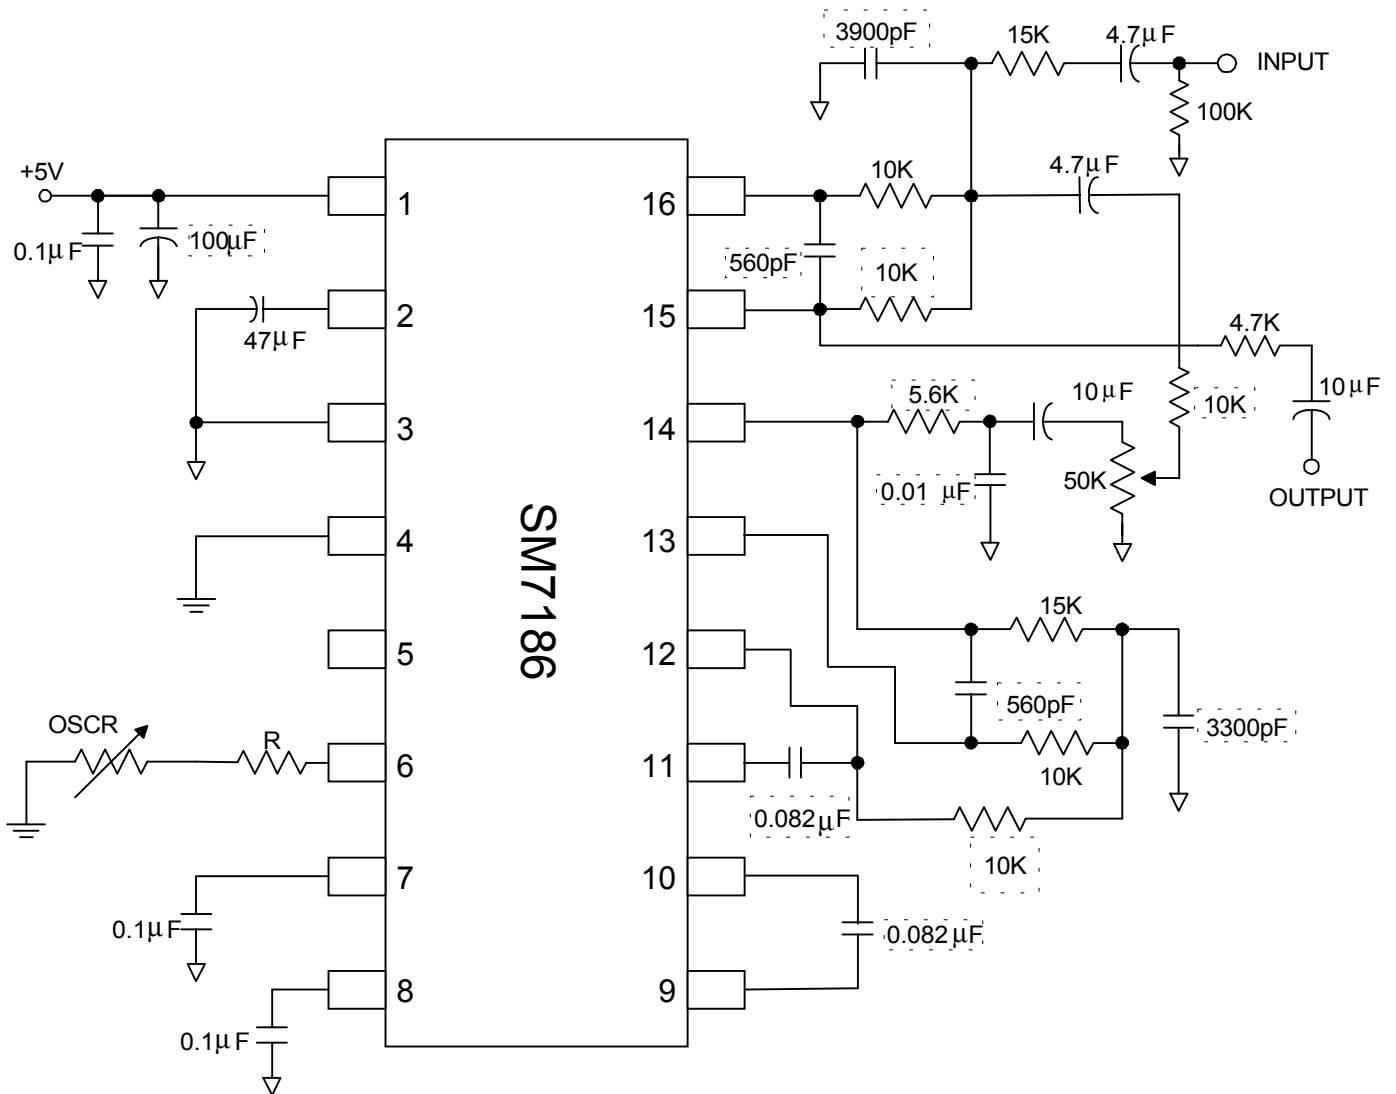 3900pF
15K
4.7μF
INPUT
100K
+5V
0.1μF
100μF
1
16
10K
4.7μF
560pF
10K
2
47μF
15
4.7K
10μF
OUTPUT
3
14
5.6K
10μF
10K
0.01 μF
50K
SM7186
4
13
5
12
15K
560pF
3300pF
10K
OSCR
R
6
11
0.082μF
10K
7
10
0.1μF
0.082μF
8
9
0.1μF